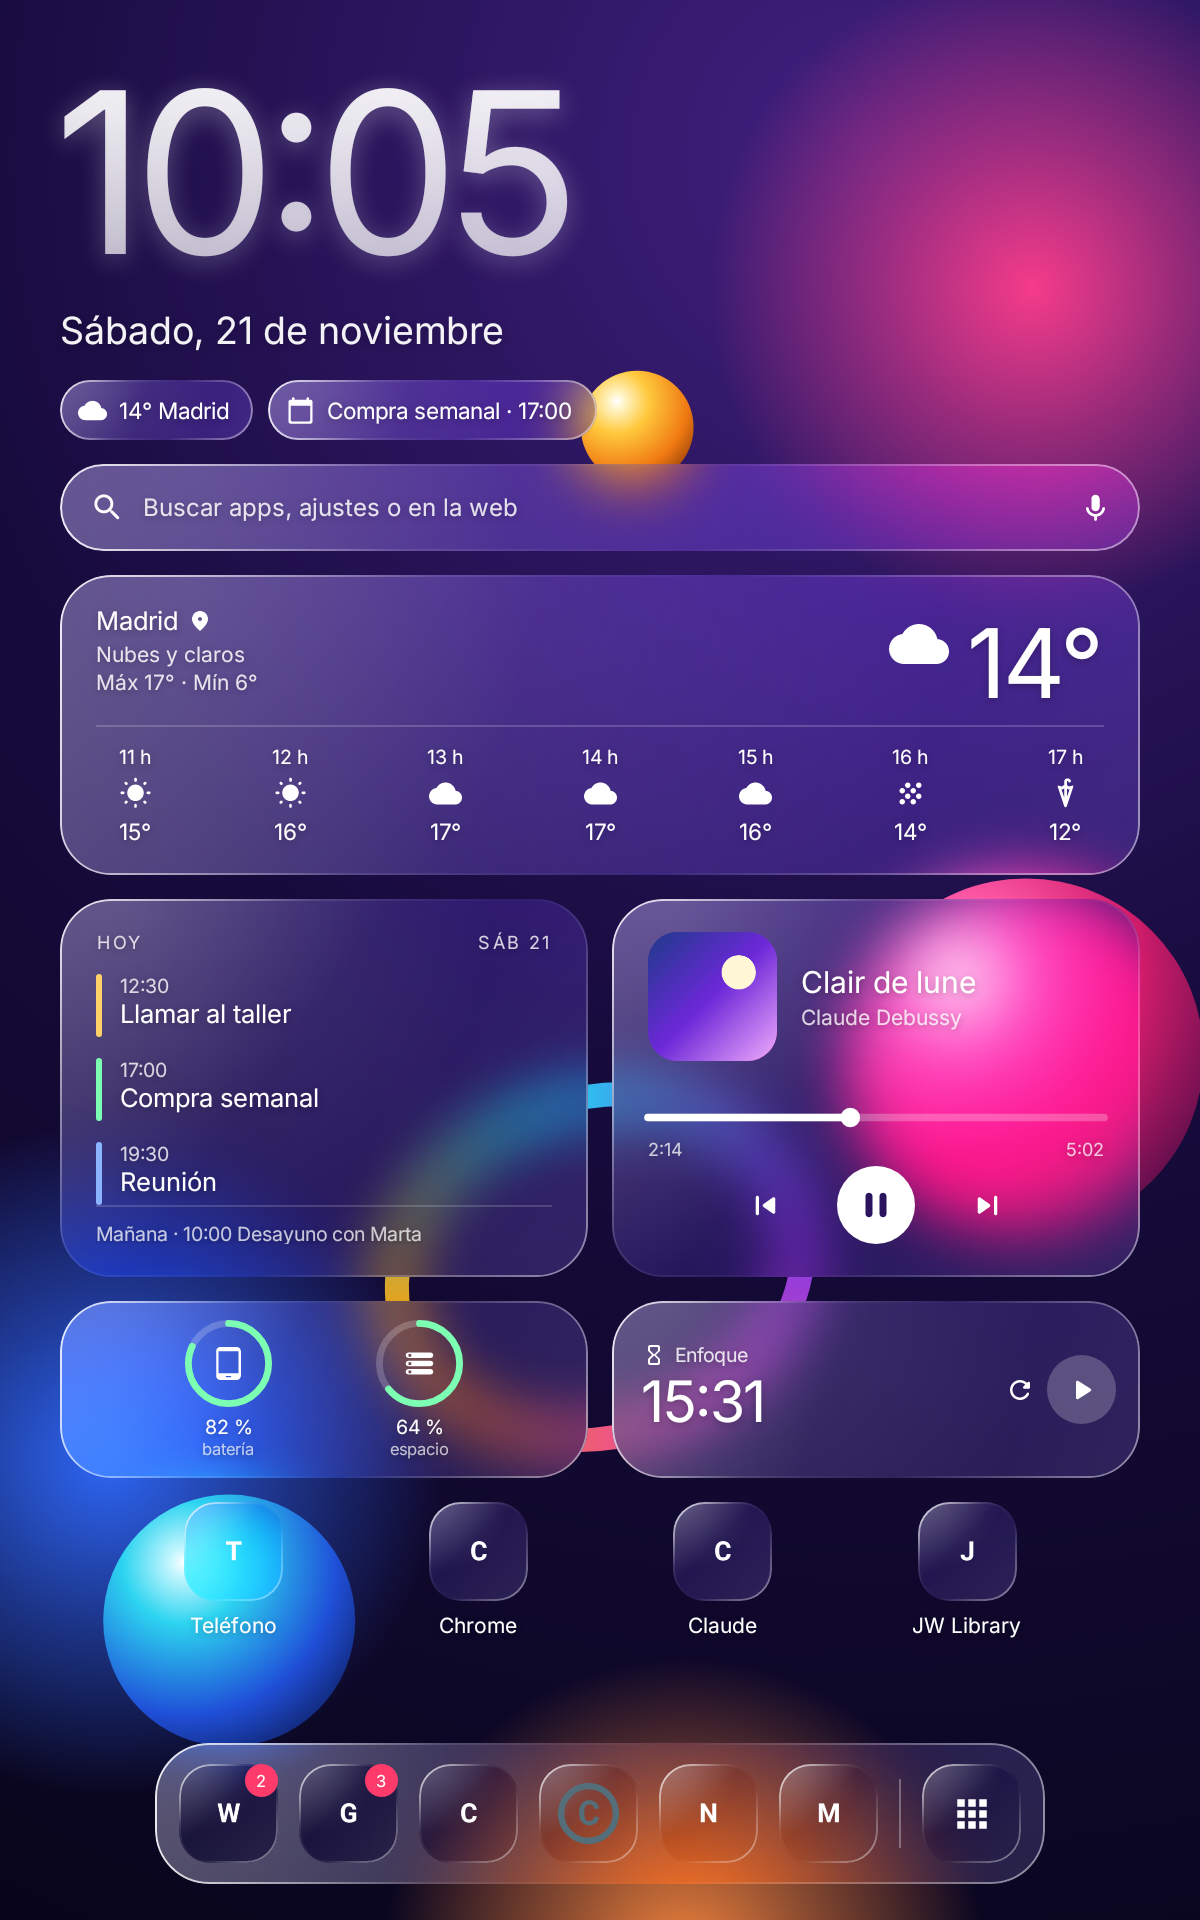 10:05
Sábado, 21 de noviembre
14° Madrid
Compra semanal · 17:00
Buscar apps, ajustes o en la web
Madrid
Nubes y claros
Máx 17° · Mín 6°
14°
11 h 12 h 13 h 14 h 15 h 16 h 17 h
15° 16° 17° 17° 16° 14° 12°
HOY SÁB 21
12:30
Llamar al taller
17:00
Compra semanal
19:30
Reunión
Mañana · 10:00 Desayuno con Marta
Clair de lune
Claude Debussy
2:14 5:02
82 %
batería
64 %
espacio
Enfoque
15:31
T C C J
Teléfono Chrome Claude JW Library
2 3
W G C C N M